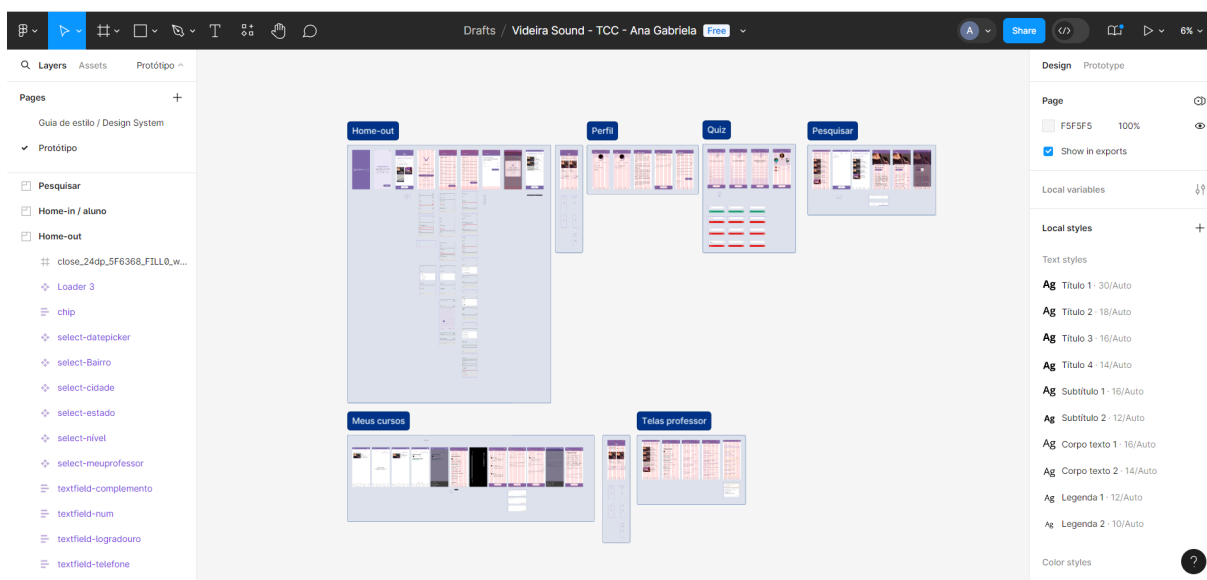 Drafts / Videira Sound - TCC - Ana Gabriela Free
A
Share
6%
Layers Assets Protótipo
Pages
Guia de estilo / Design System
Protótipo
Pesquisar
Home-in / aluno
Home-out
close_24dp_5F6368_FILL0_w...
Loader 3
chip
select-datepicker
select-Bairro
select-cidade
select-estado
select-nível
select-meuprofessor
textfield-complemento
textfield-num
textfield-logradouro
textfield-telefone
Home-out
Perfil
Quiz
Pesquisar
Meus cursos
Telas professor
Design Prototype
Page
F5F5F5 100%
Show in exports
Local variables
Local styles
Text styles
Ag Título 1 · 30/Auto
Ag Título 2 · 18/Auto
Ag Título 3 · 16/Auto
Ag Título 4 · 14/Auto
Ag Subtítulo 1 · 16/Auto
Ag Subtítulo 2 · 12/Auto
Ag Corpo texto 1 · 16/Auto
Ag Corpo texto 2 · 14/Auto
Ag Legenda 1 · 12/Auto
Ag Legenda 2 · 10/Auto
Color styles
?